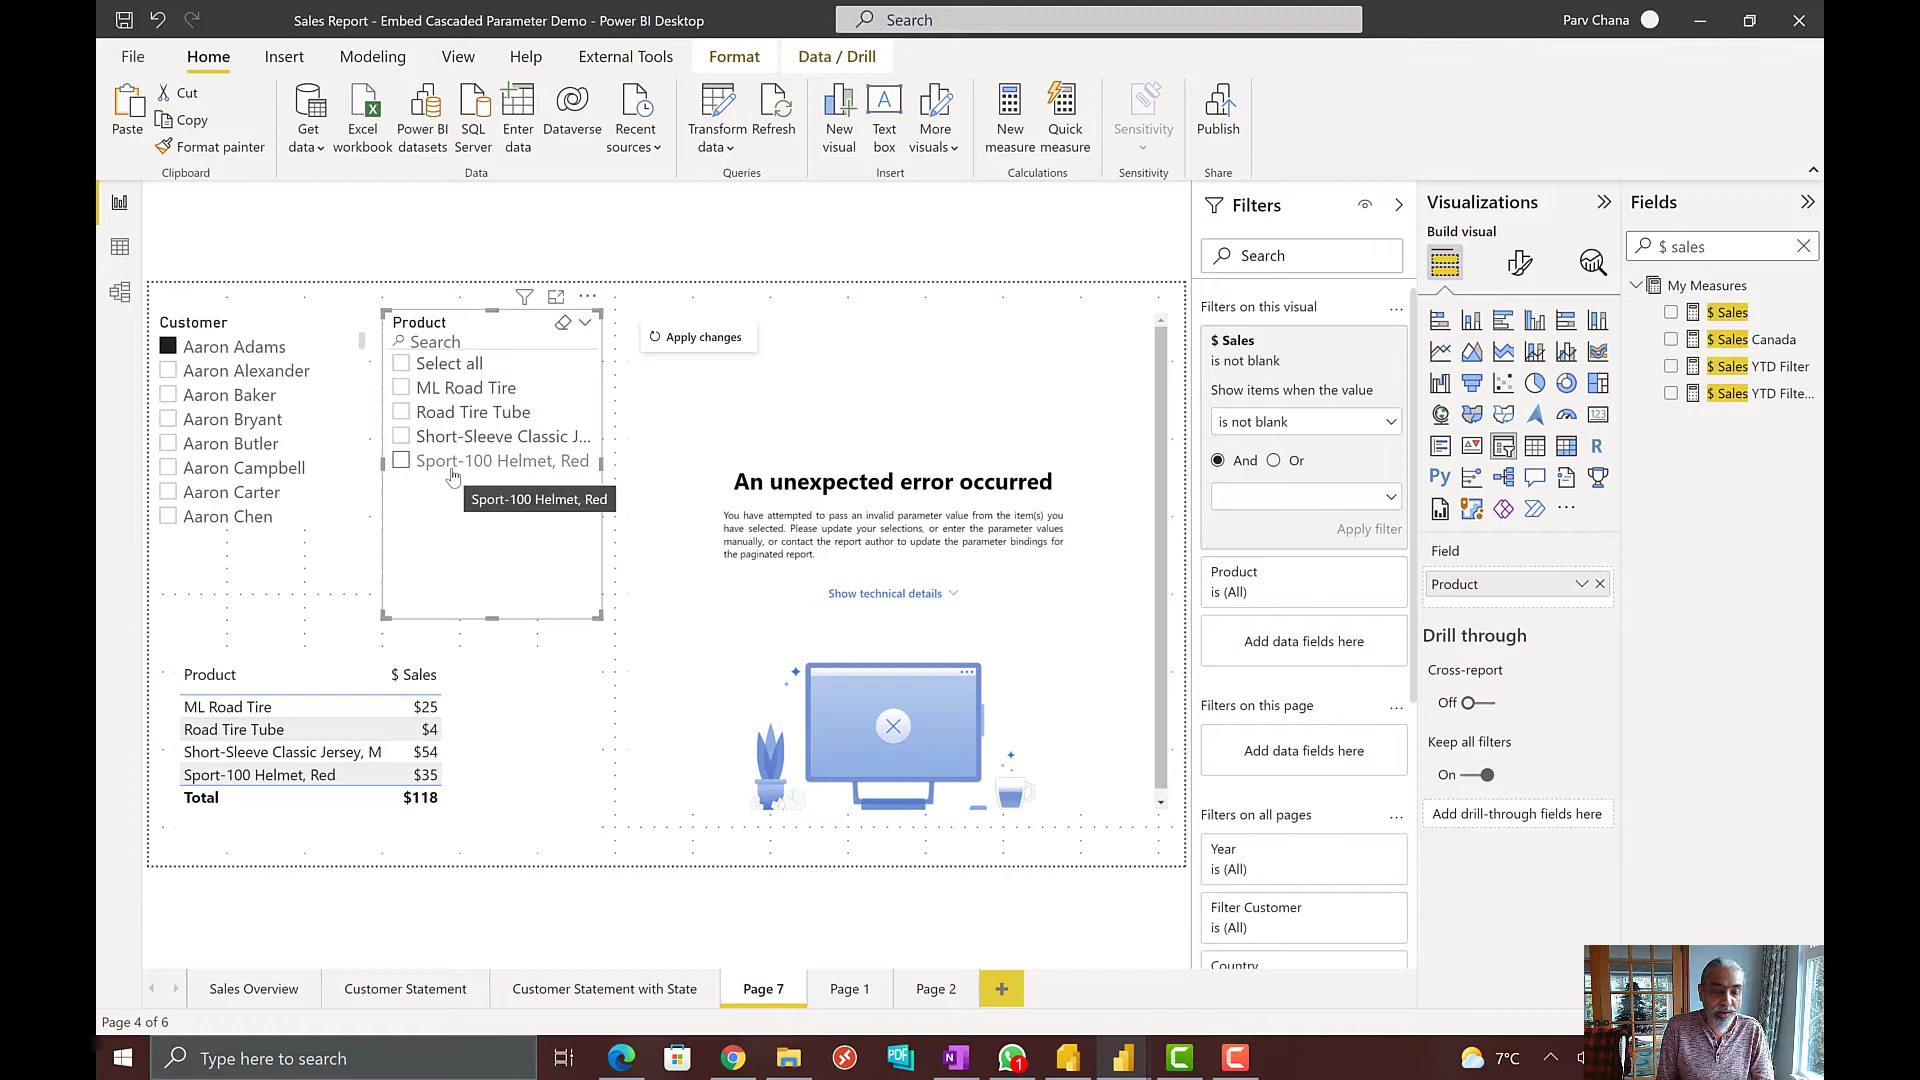 Sales Report - Embed Cascaded Parameter Demo - Power BI Desktop
Search
Parv Chana
File
Home
Insert
Modeling
View
Help
External Tools
Format
Data / Drill
Paste
Cut
Copy
Format painter
Clipboard
Get data
Excel workbook
Power BI datasets
SQL Server
Enter data
Dataverse
Recent sources
Data
Transform data
Refresh
Queries
New visual
Text box
More visuals
Insert
New measure
Quick measure
Calculations
Sensitivity
Sensitivity
Publish
Share
Customer
Aaron Adams
Aaron Alexander
Aaron Baker
Aaron Bryant
Aaron Butler
Aaron Campbell
Aaron Carter
Aaron Chen
Product
Search
Select all
ML Road Tire
Road Tire Tube
Short-Sleeve Classic J...
Sport-100 Helmet, Red
Sport-100 Helmet, Red
Product $ Sales
ML Road Tire $25
Road Tire Tube $4
Short-Sleeve Classic Jersey, M $54
Sport-100 Helmet, Red $35
Total $118
Apply changes
An unexpected error occurred
You have attempted to pass an invalid parameter value from the item(s) you
have selected. Please update your selections, or enter the parameter values
manually, or contact the report author to update the parameter bindings for
the paginated report.
Show technical details
Filters
Search
Filters on this visual ...
$ Sales
is not blank
Show items when the value
is not blank
And Or
Apply filter
Product
is (All)
Add data fields here
Filters on this page ...
Add data fields here
Filters on all pages ...
Year
is (All)
Filter Customer
is (All)
Country
Visualizations
Build visual
123
R
Py
...
Field
Product
Drill through
Cross-report
Off
Keep all filters
On
Add drill-through fields here
Fields
$ sales
My Measures
$ Sales
$ Sales Canada
$ Sales YTD Filter
$ Sales YTD Filte...
Sales Overview
Customer Statement
Customer Statement with State
Page 7
Page 1
Page 2
+
Page 4 of 6
Type here to search
PDF
1
7°C